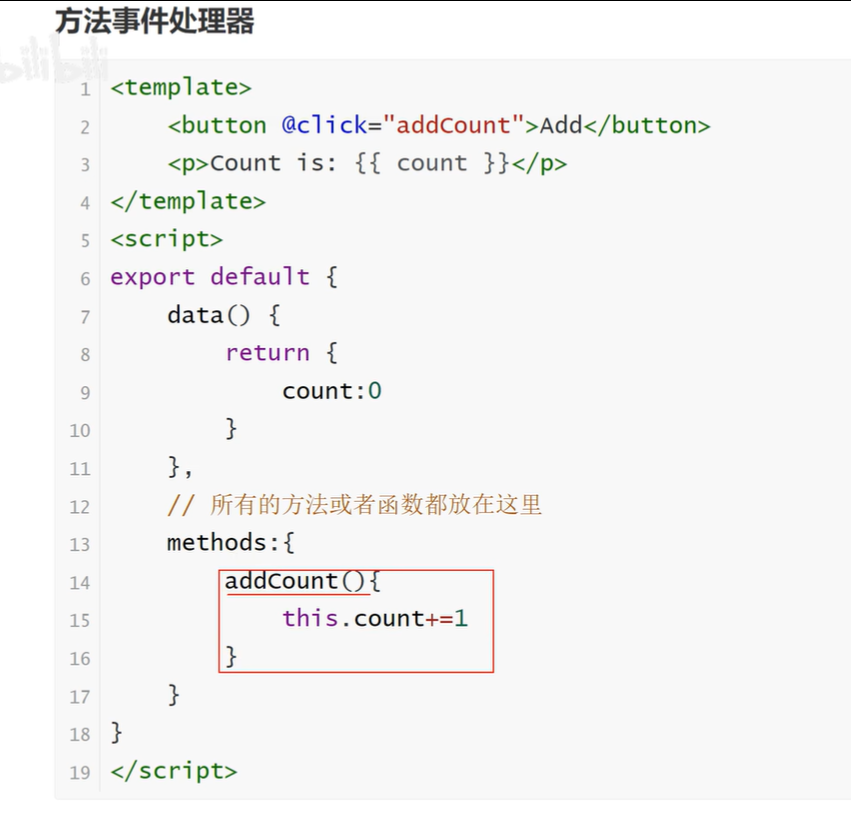 方法事件处理器
bilibili
1 <template>
2     <button @click="addCount">Add</button>
3     <p>Count is: {{ count }}</p>
4 </template>
5 <script>
6 export default {
7     data() {
8         return {
9             count:0
10         }
11     },
12     // 所有的方法或者函数都放在这里
13     methods:{
14         addCount(){
15             this.count+=1
16         }
17     }
18 }
19 </script>